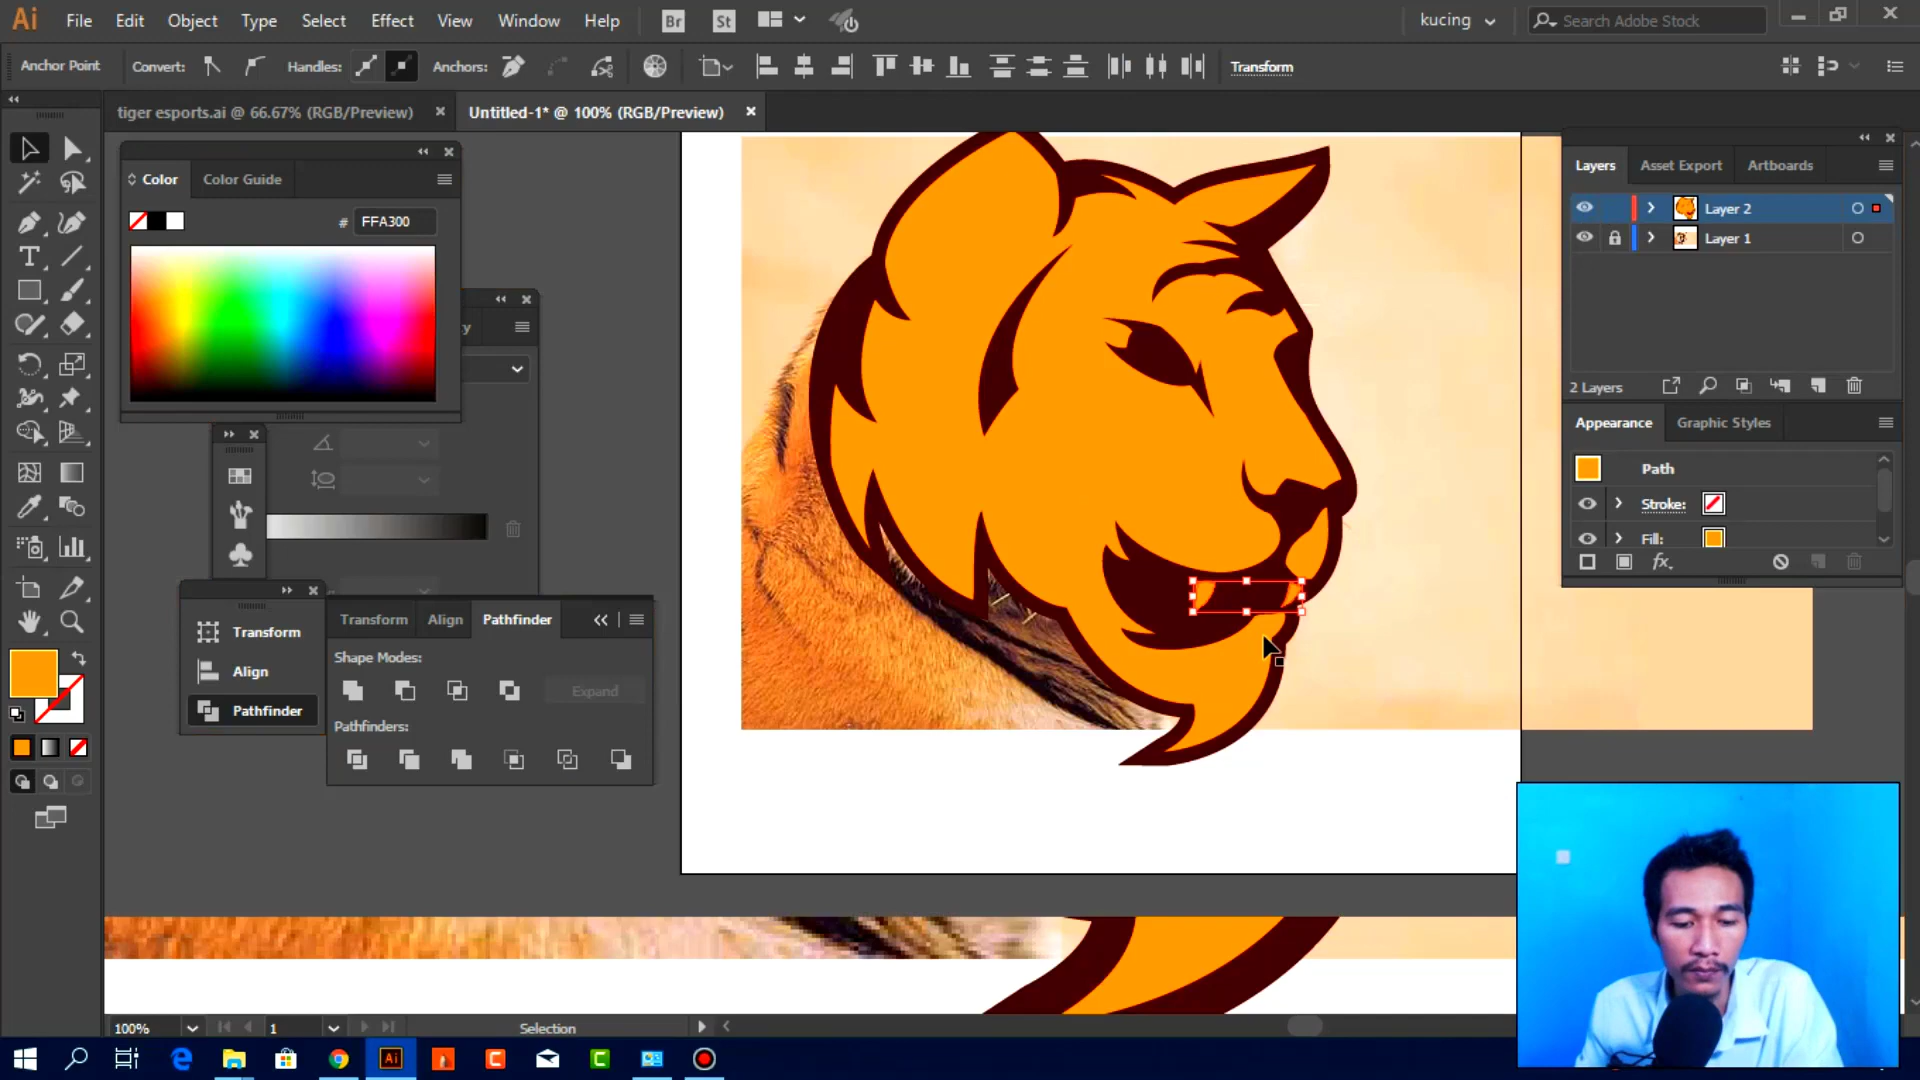 Ai File Edit Object Type Select Effect View Window Help Br St kucing Search Adobe Stock
Anchor Point Convert: Handles: Anchors: Transform
tiger esports.ai @ 66.67% (RGB/Preview) Untitled-1* @ 100% (RGB/Preview)
Color Color Guide
# FFA300
y
Layers Asset Export Artboards
Layer 2
Layer 1
2 Layers
Appearance Graphic Styles
Path
Stroke:
Fill:
fx
Transform
Align
Pathfinder
Transform Align Pathfinder
Shape Modes:
Expand
Pathfinders:
100% 1 Selection
Ai